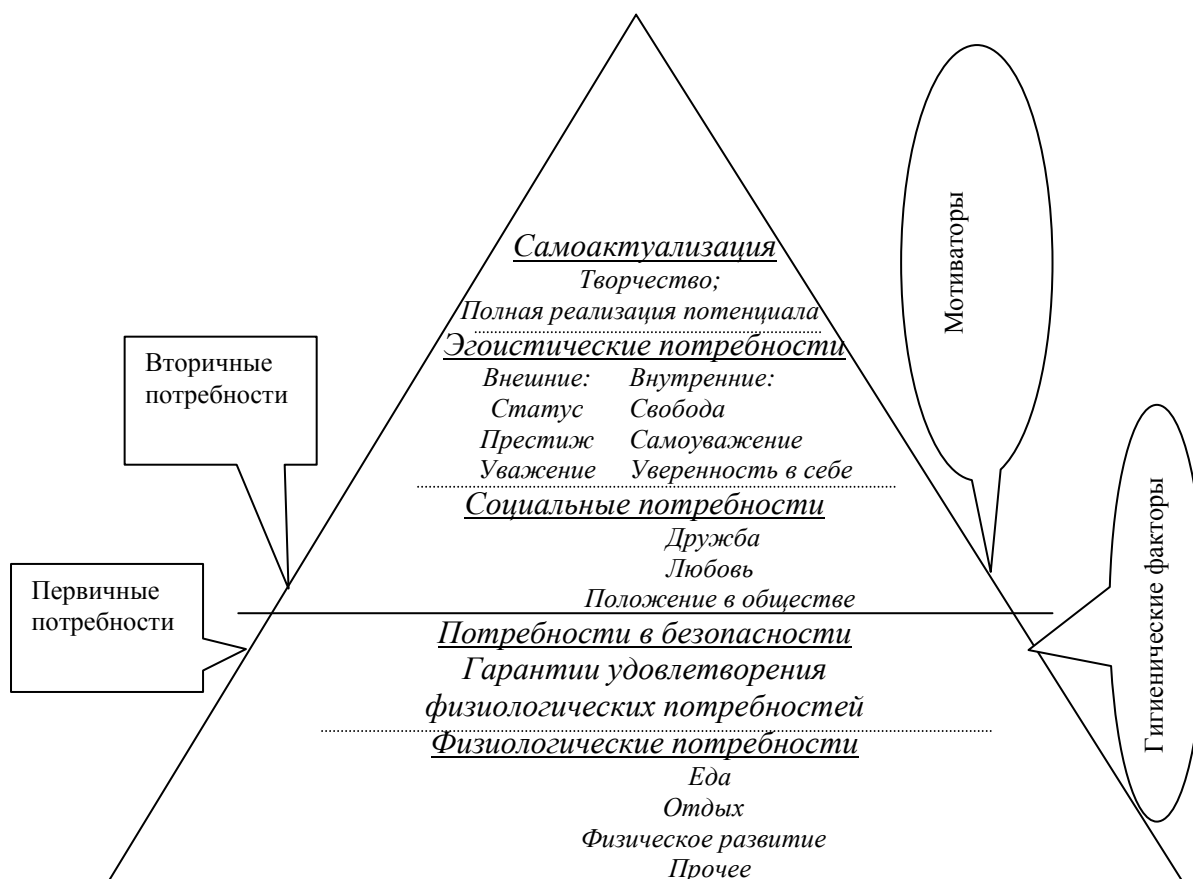 Самоактуализация
Творчество;
Полная реализация потенциала
Эгоистические потребности
Внешние: Внутренние:
Статус Свобода
Престиж Самоуважение
Уважение Уверенность в себе
Социальные потребности
Дружба
Любовь
Положение в обществе
Потребности в безопасности
Гарантии удовлетворения
физиологических потребностей
Физиологические потребности
Еда
Отдых
Физическое развитие
Прочее
Вторичные
потребности
Первичные
потребности
Мотиваторы
Гигиенические факторы